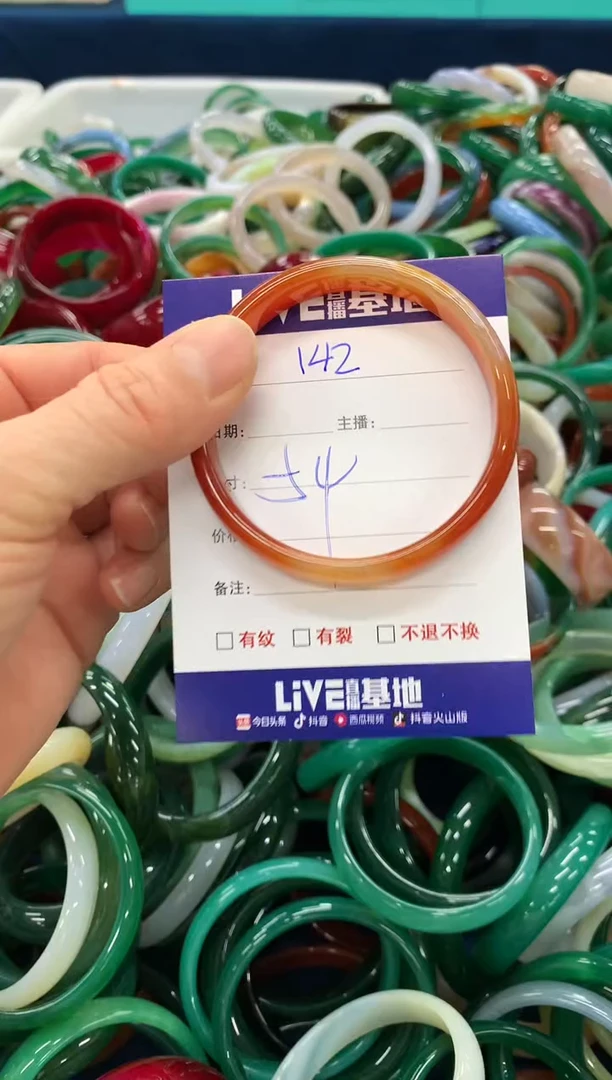 LIVE直播基地
142
日期: 主播:
寸:
价格
备注:
□有纹 □有裂 □不退不换
LIVE直播基地
今日头条 抖音 西瓜视频 抖音火山版